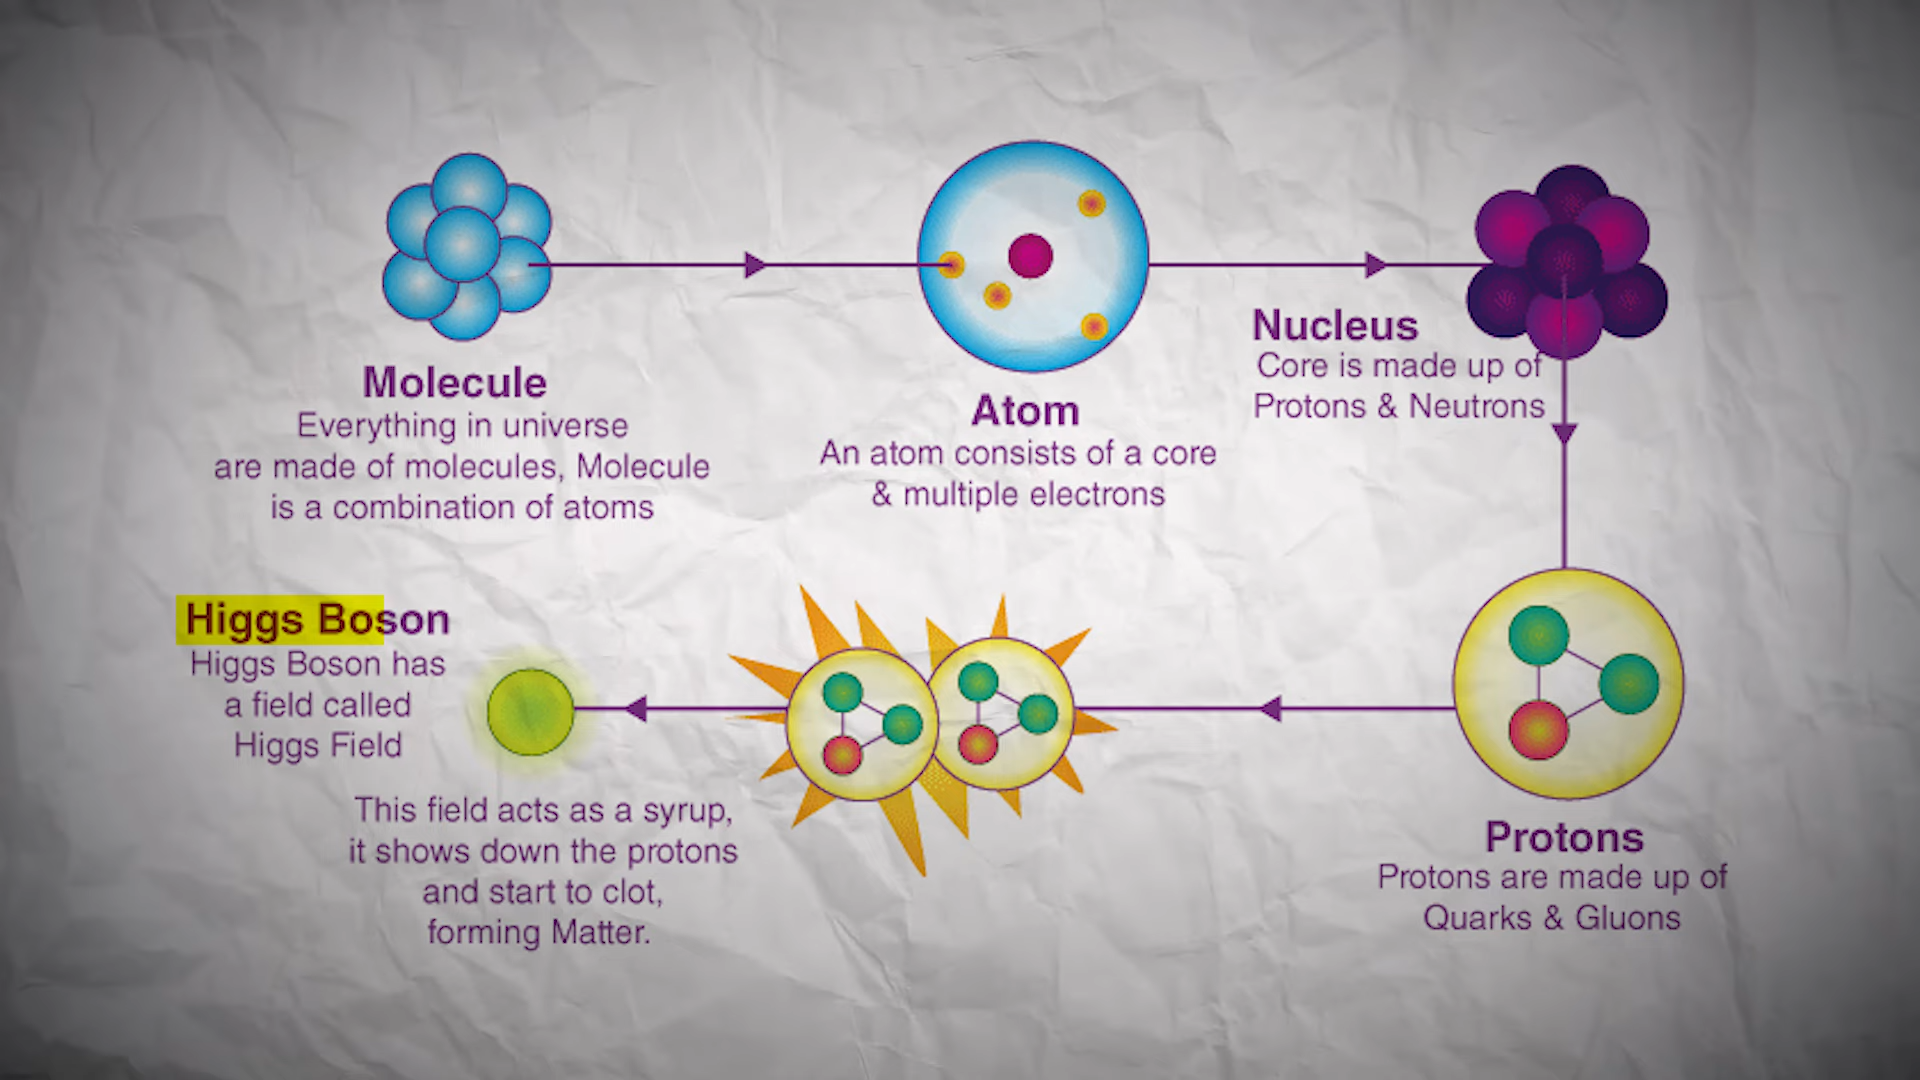 Molecule
Everything in universe
are made of molecules, Molecule
is a combination of atoms
Atom
An atom consists of a core
& multiple electrons
Nucleus
Core is made up of
Protons & Neutrons
Protons
Protons are made up of
Quarks & Gluons
Higgs Boson
Higgs Boson has
a field called
Higgs Field
This field acts as a syrup,
it shows down the protons
and start to clot,
forming Matter.